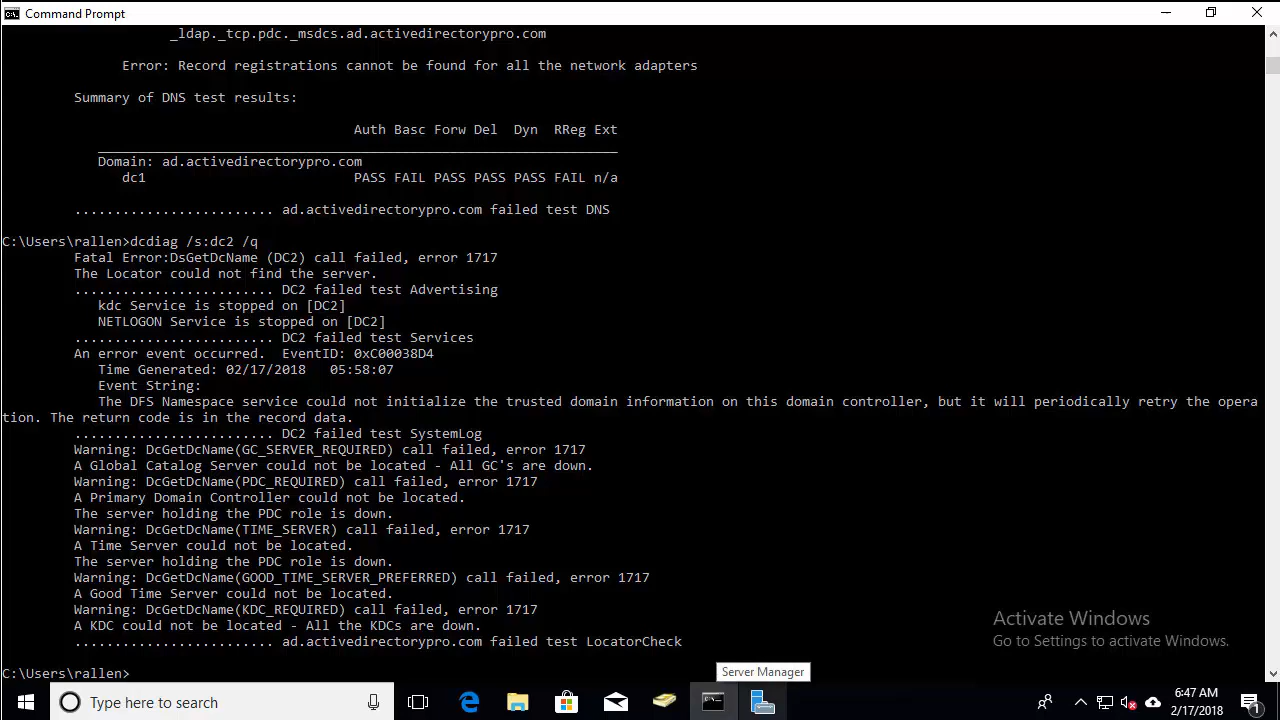 Command Prompt
_ldap._tcp.pdc._msdcs.ad.activedirectorypro.com
Error: Record registrations cannot be found for all the network adapters
Summary of DNS test results:
Auth Basc Forw Del  Dyn  RReg Ext
Domain: ad.activedirectorypro.com
dc1                          PASS FAIL PASS PASS PASS FAIL n/a
......................... ad.activedirectorypro.com failed test DNS
C:\Users\rallen>dcdiag /s:dc2 /q
Fatal Error:DsGetDcName (DC2) call failed, error 1717
The Locator could not find the server.
......................... DC2 failed test Advertising
kdc Service is stopped on [DC2]
NETLOGON Service is stopped on [DC2]
......................... DC2 failed test Services
An error event occurred.  EventID: 0xC00038D4
Time Generated: 02/17/2018   05:58:07
Event String:
The DFS Namespace service could not initialize the trusted domain information on this domain controller, but it will periodically retry the opera
tion. The return code is in the record data.
......................... DC2 failed test SystemLog
Warning: DcGetDcName(GC_SERVER_REQUIRED) call failed, error 1717
A Global Catalog Server could not be located - All GC's are down.
Warning: DcGetDcName(PDC_REQUIRED) call failed, error 1717
A Primary Domain Controller could not be located.
The server holding the PDC role is down.
Warning: DcGetDcName(TIME_SERVER) call failed, error 1717
A Time Server could not be located.
The server holding the PDC role is down.
Warning: DcGetDcName(GOOD_TIME_SERVER_PREFERRED) call failed, error 1717
A Good Time Server could not be located.
Warning: DcGetDcName(KDC_REQUIRED) call failed, error 1717
A KDC could not be located - All the KDCs are down.
......................... ad.activedirectorypro.com failed test LocatorCheck
C:\Users\rallen>
Activate Windows
Go to Settings to activate Windows.
Server Manager
Type here to search
6:47 AM
2/17/2018
1